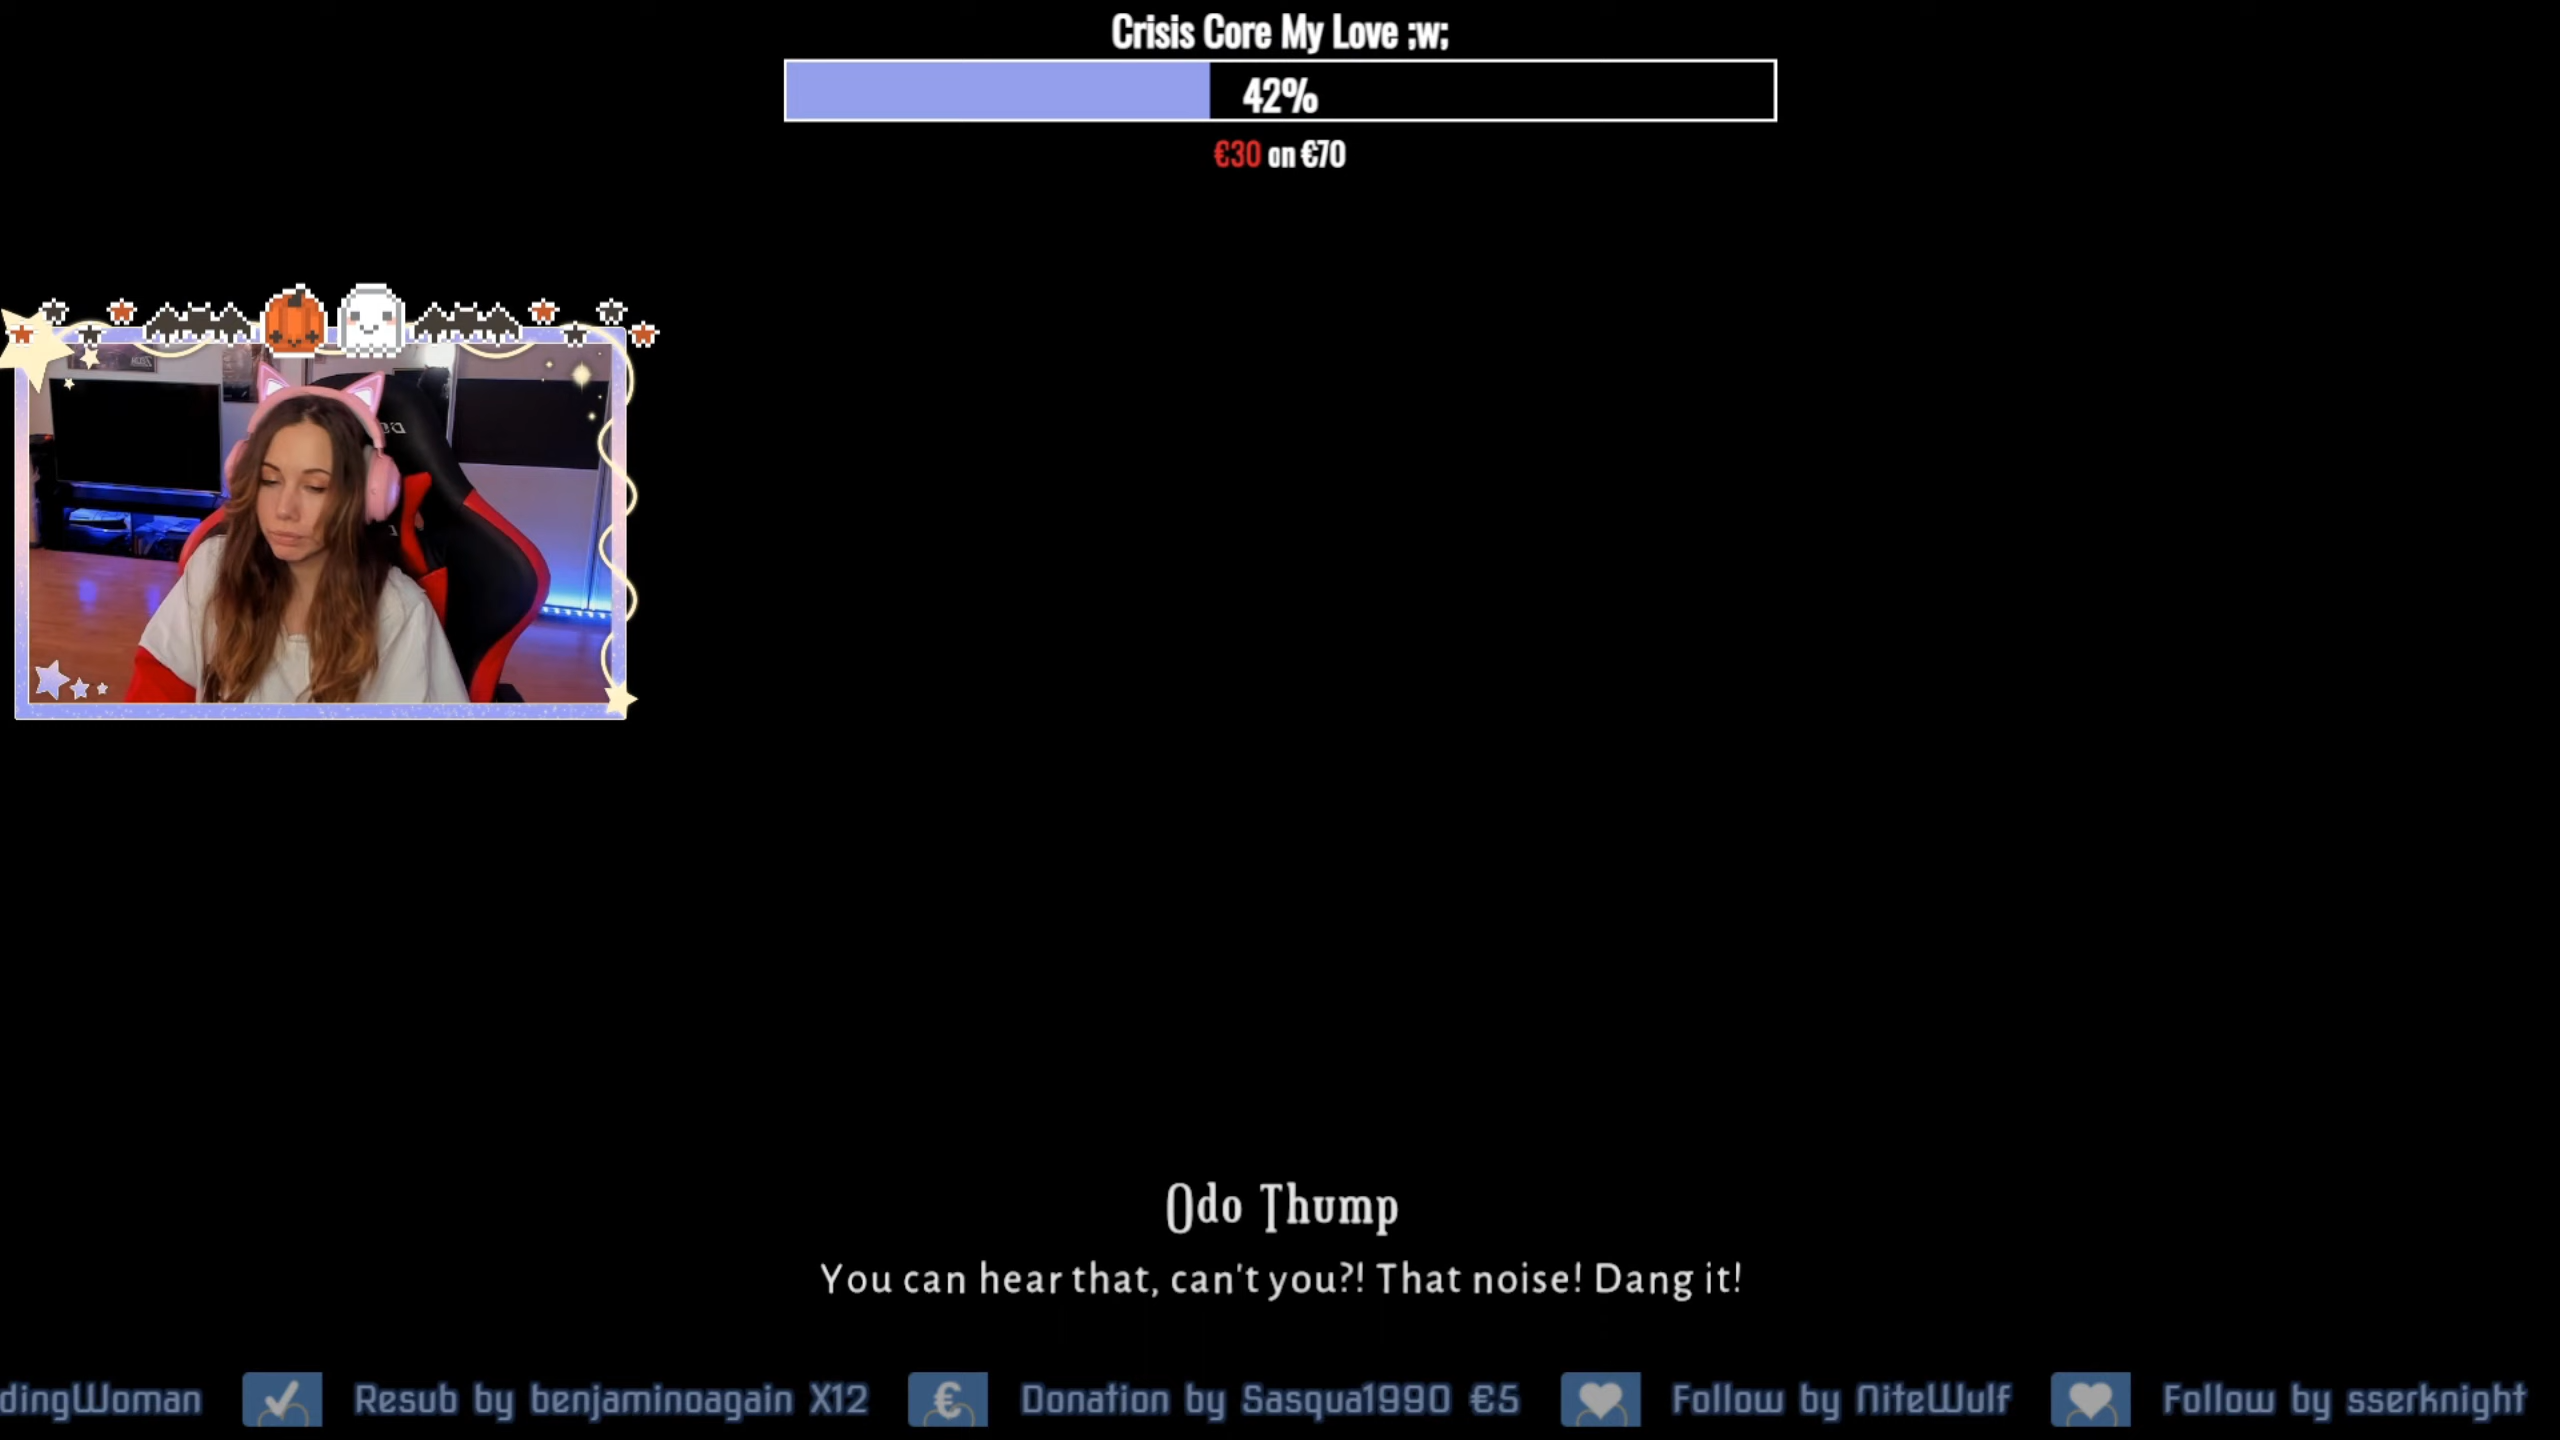 Crisis Core My Love ;w;
42%
€30 on €70
Odo Thump
You can hear that, can't you?! That noise! Dang it!
dingWoman Resub by benjaminoagain X12 Donation by Sasqua1990 €5 Follow by NiteWulf Follow by sserknight